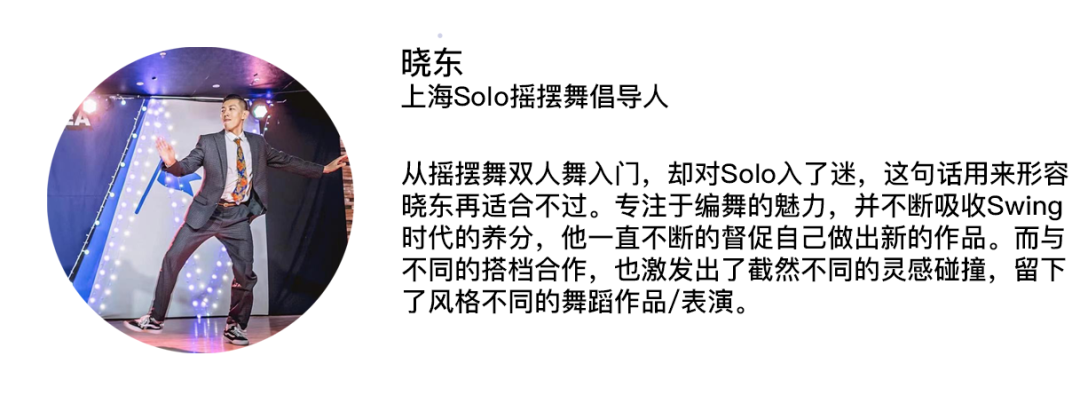 晓东
上海Solo摇摆舞倡导人
从摇摆舞双人舞入门，却对Solo入了迷，这句话用来形容
晓东再适合不过。专注于编舞的魅力，并不断吸收Swing
时代的养分，他一直不断的督促自己做出新的作品。而与
不同的搭档合作，也激发出了截然不同的灵感碰撞，留下
了风格不同的舞蹈作品/表演。